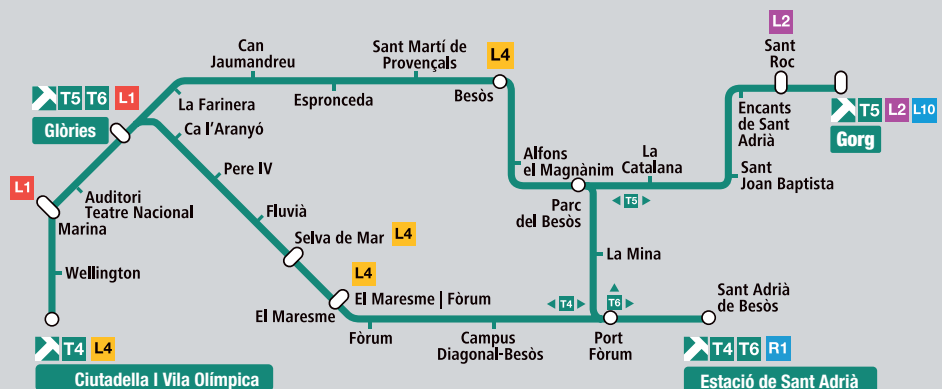 L2
Can
Jaumandreu
Sant Martí de
Provençals
L4
Sant
Roc
La Farinera
Espronceda
Besòs
T5 T6 L1
Glòries
Ca l'Aranyó
Encants
de Sant
Adrià
T5 L2 L10
Gorg
Pere IV
Alfons
el Magnànim
La
Catalana
Sant
Joan Baptista
L1
Auditori
Teatre Nacional
Marina
Fluvià
Parc
del Besòs
T5
Selva de Mar L4
La Mina
Wellington
L4
El Maresme | Fòrum
El Maresme
T4
T6
Sant Adrià
de Besòs
Fòrum
Campus
Diagonal-Besòs
Port
Fòrum
T4 L4
Ciutadella I Vila Olímpica
T4 T6 R1
Estació de Sant Adrià